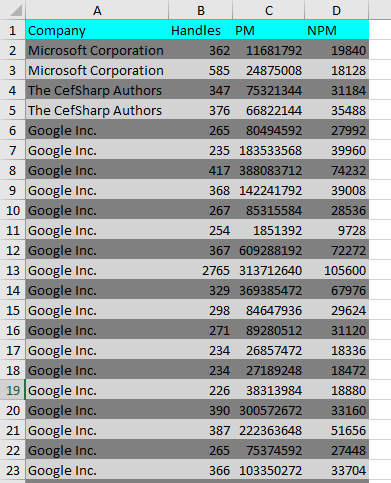 A B C D
1 Company Handles PM NPM
2 Microsoft Corporation 362 11681792 19840
3 Microsoft Corporation 585 24875008 18128
4 The CefSharp Authors 347 75321344 31184
5 The CefSharp Authors 376 66822144 35488
6 Google Inc. 265 80494592 27992
7 Google Inc. 235 183533568 39960
8 Google Inc. 417 388083712 74232
9 Google Inc. 368 142241792 39008
10 Google Inc. 267 85315584 28536
11 Google Inc. 254 1851392 9728
12 Google Inc. 367 609288192 72272
13 Google Inc. 2765 313712640 105600
14 Google Inc. 329 369385472 67976
15 Google Inc. 298 84647936 29624
16 Google Inc. 271 89280512 31120
17 Google Inc. 234 26857472 18336
18 Google Inc. 234 27189248 18472
19 Google Inc. 226 38313984 18880
20 Google Inc. 390 300572672 33160
21 Google Inc. 387 222363648 51656
22 Google Inc. 265 75374592 27448
23 Google Inc. 366 103350272 33704